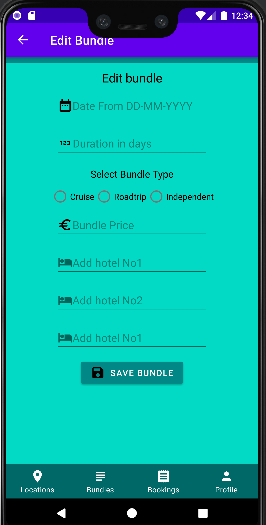 12:34
Edit Bundle
Edit bundle
Date From DD-MM-YYYY
123 Duration in days
Select Bundle Type
Cruise Roadtrip Independent
€ Bundle Price
Add hotel No1
Add hotel No2
Add hotel No1
SAVE BUNDLE
Locations Bundles Bookings Profile